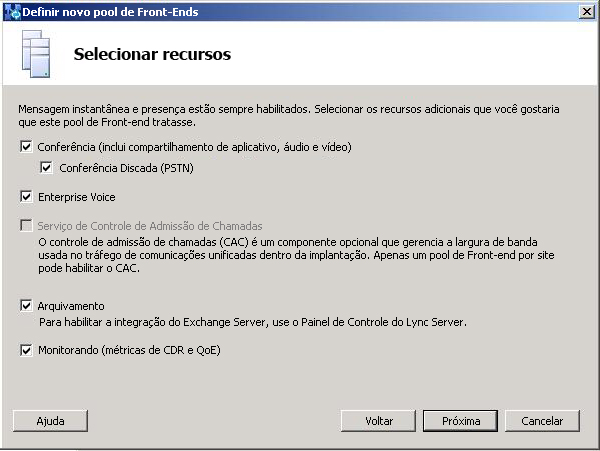 Definir novo pool de Front-Ends
Selecionar recursos
Mensagem instantânea e presença estão sempre habilitados. Selecionar os recursos adicionais que você gostaria
que este pool de Front-end tratasse.
Conferência (inclui compartilhamento de aplicativo, áudio e vídeo)
Conferência Discada (PSTN)
Enterprise Voice
Serviço de Controle de Admissão de Chamadas
O controle de admissão de chamadas (CAC) é um componente opcional que gerencia a largura de banda
usada no tráfego de comunicações unificadas dentro da implantação. Apenas um pool de Front-end por site
pode habilitar o CAC.
Arquivamento
Para habilitar a integração do Exchange Server, use o Painel de Controle do Lync Server.
Monitorando (métricas de CDR e QoE)
Ajuda
Voltar
Próxima
Cancelar